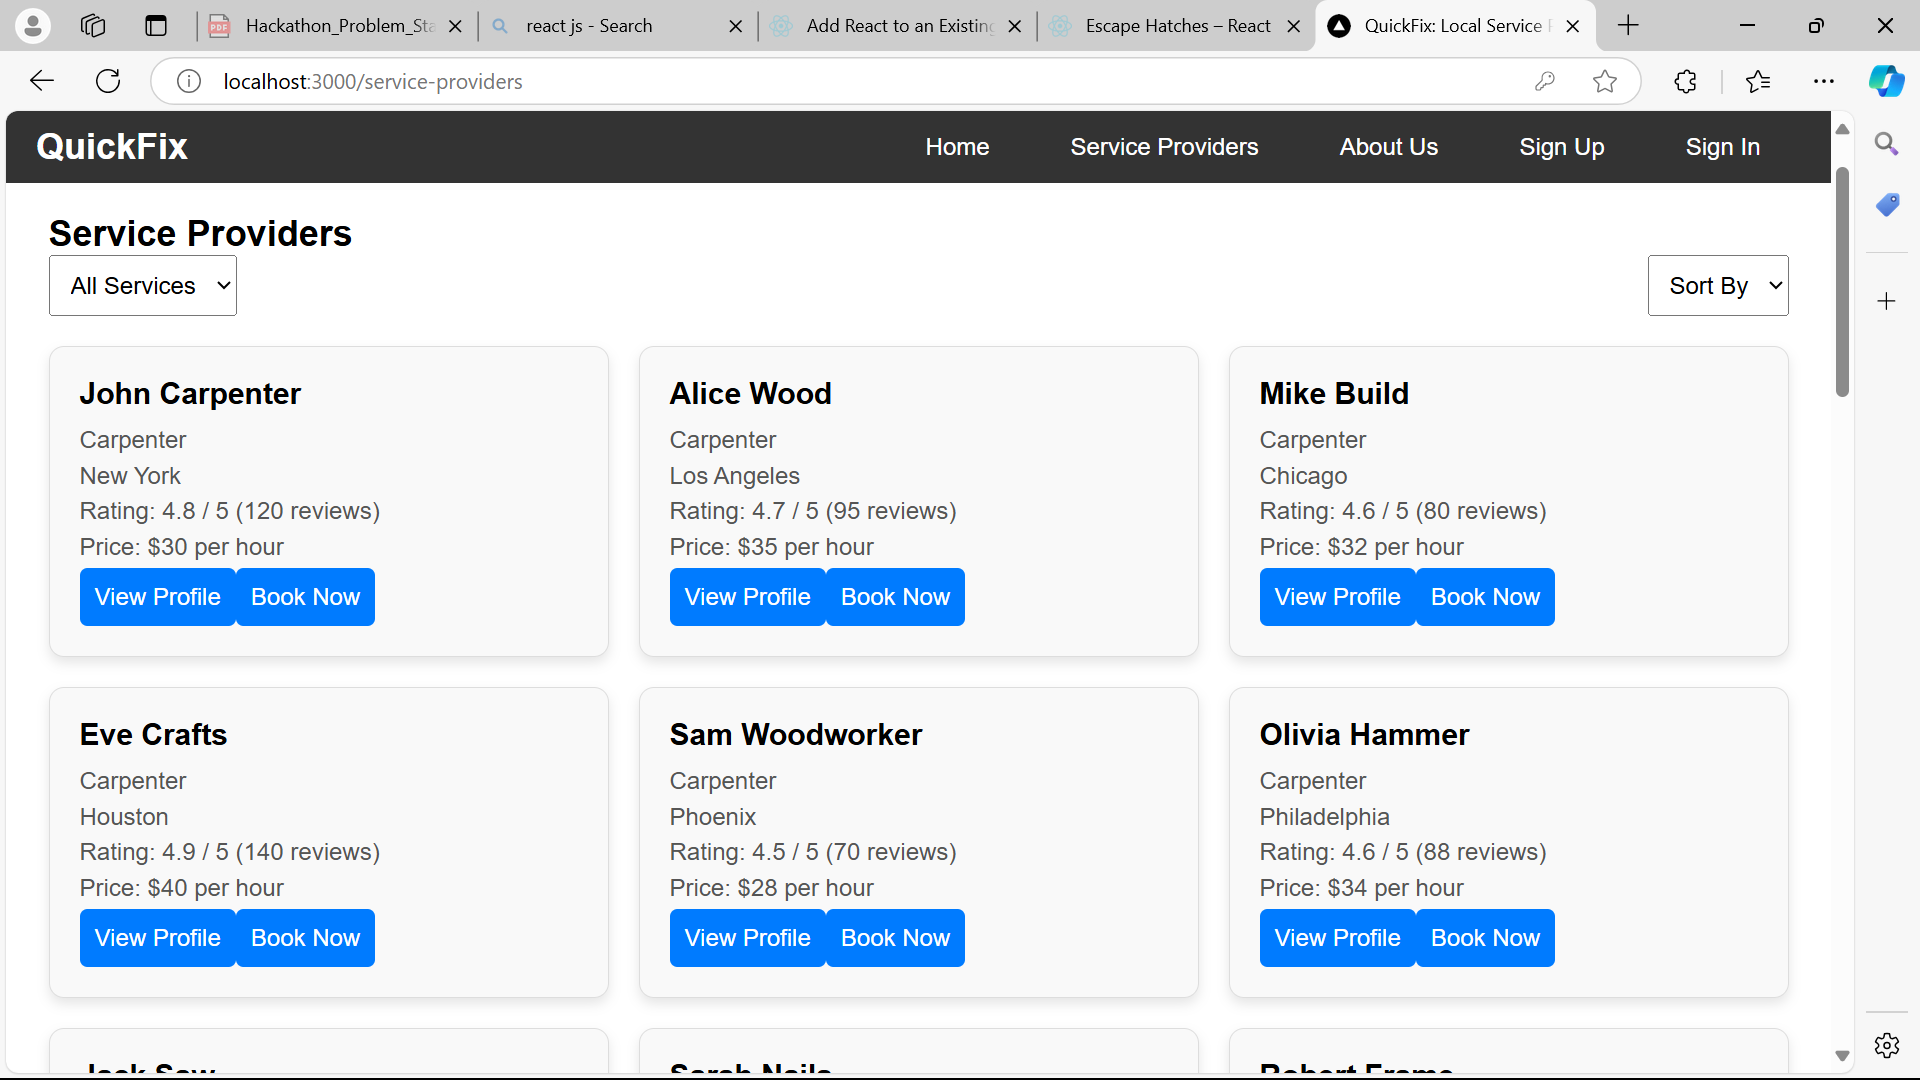 Hackathon_Problem_Sta
react js - Search
Add React to an Existing
Escape Hatches – React
QuickFix: Local Service P
localhost:3000/service-providers
QuickFix
Home
Service Providers
About Us
Sign Up
Sign In
Service Providers
All Services
Sort By
John Carpenter
Carpenter
New York
Rating: 4.8 / 5 (120 reviews)
Price: $30 per hour
View Profile
Book Now
Alice Wood
Carpenter
Los Angeles
Rating: 4.7 / 5 (95 reviews)
Price: $35 per hour
View Profile
Book Now
Mike Build
Carpenter
Chicago
Rating: 4.6 / 5 (80 reviews)
Price: $32 per hour
View Profile
Book Now
Eve Crafts
Carpenter
Houston
Rating: 4.9 / 5 (140 reviews)
Price: $40 per hour
View Profile
Book Now
Sam Woodworker
Carpenter
Phoenix
Rating: 4.5 / 5 (70 reviews)
Price: $28 per hour
View Profile
Book Now
Olivia Hammer
Carpenter
Philadelphia
Rating: 4.6 / 5 (88 reviews)
Price: $34 per hour
View Profile
Book Now
Jack Saw
Sarah Nails
Robert Frame